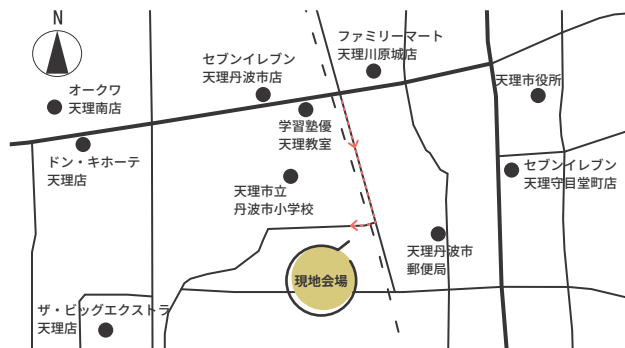 N
ファミリーマート
天理川原城店
セブンイレブン
天理丹波市店
オークワ
天理南店
天理市役所
学習塾優
天理教室
ドン・キホーテ
天理店
セブンイレブン
天理守目堂町店
天理市立
丹波市小学校
天理丹波市
郵便局
現地会場
ザ・ビッグエクストラ
天理店